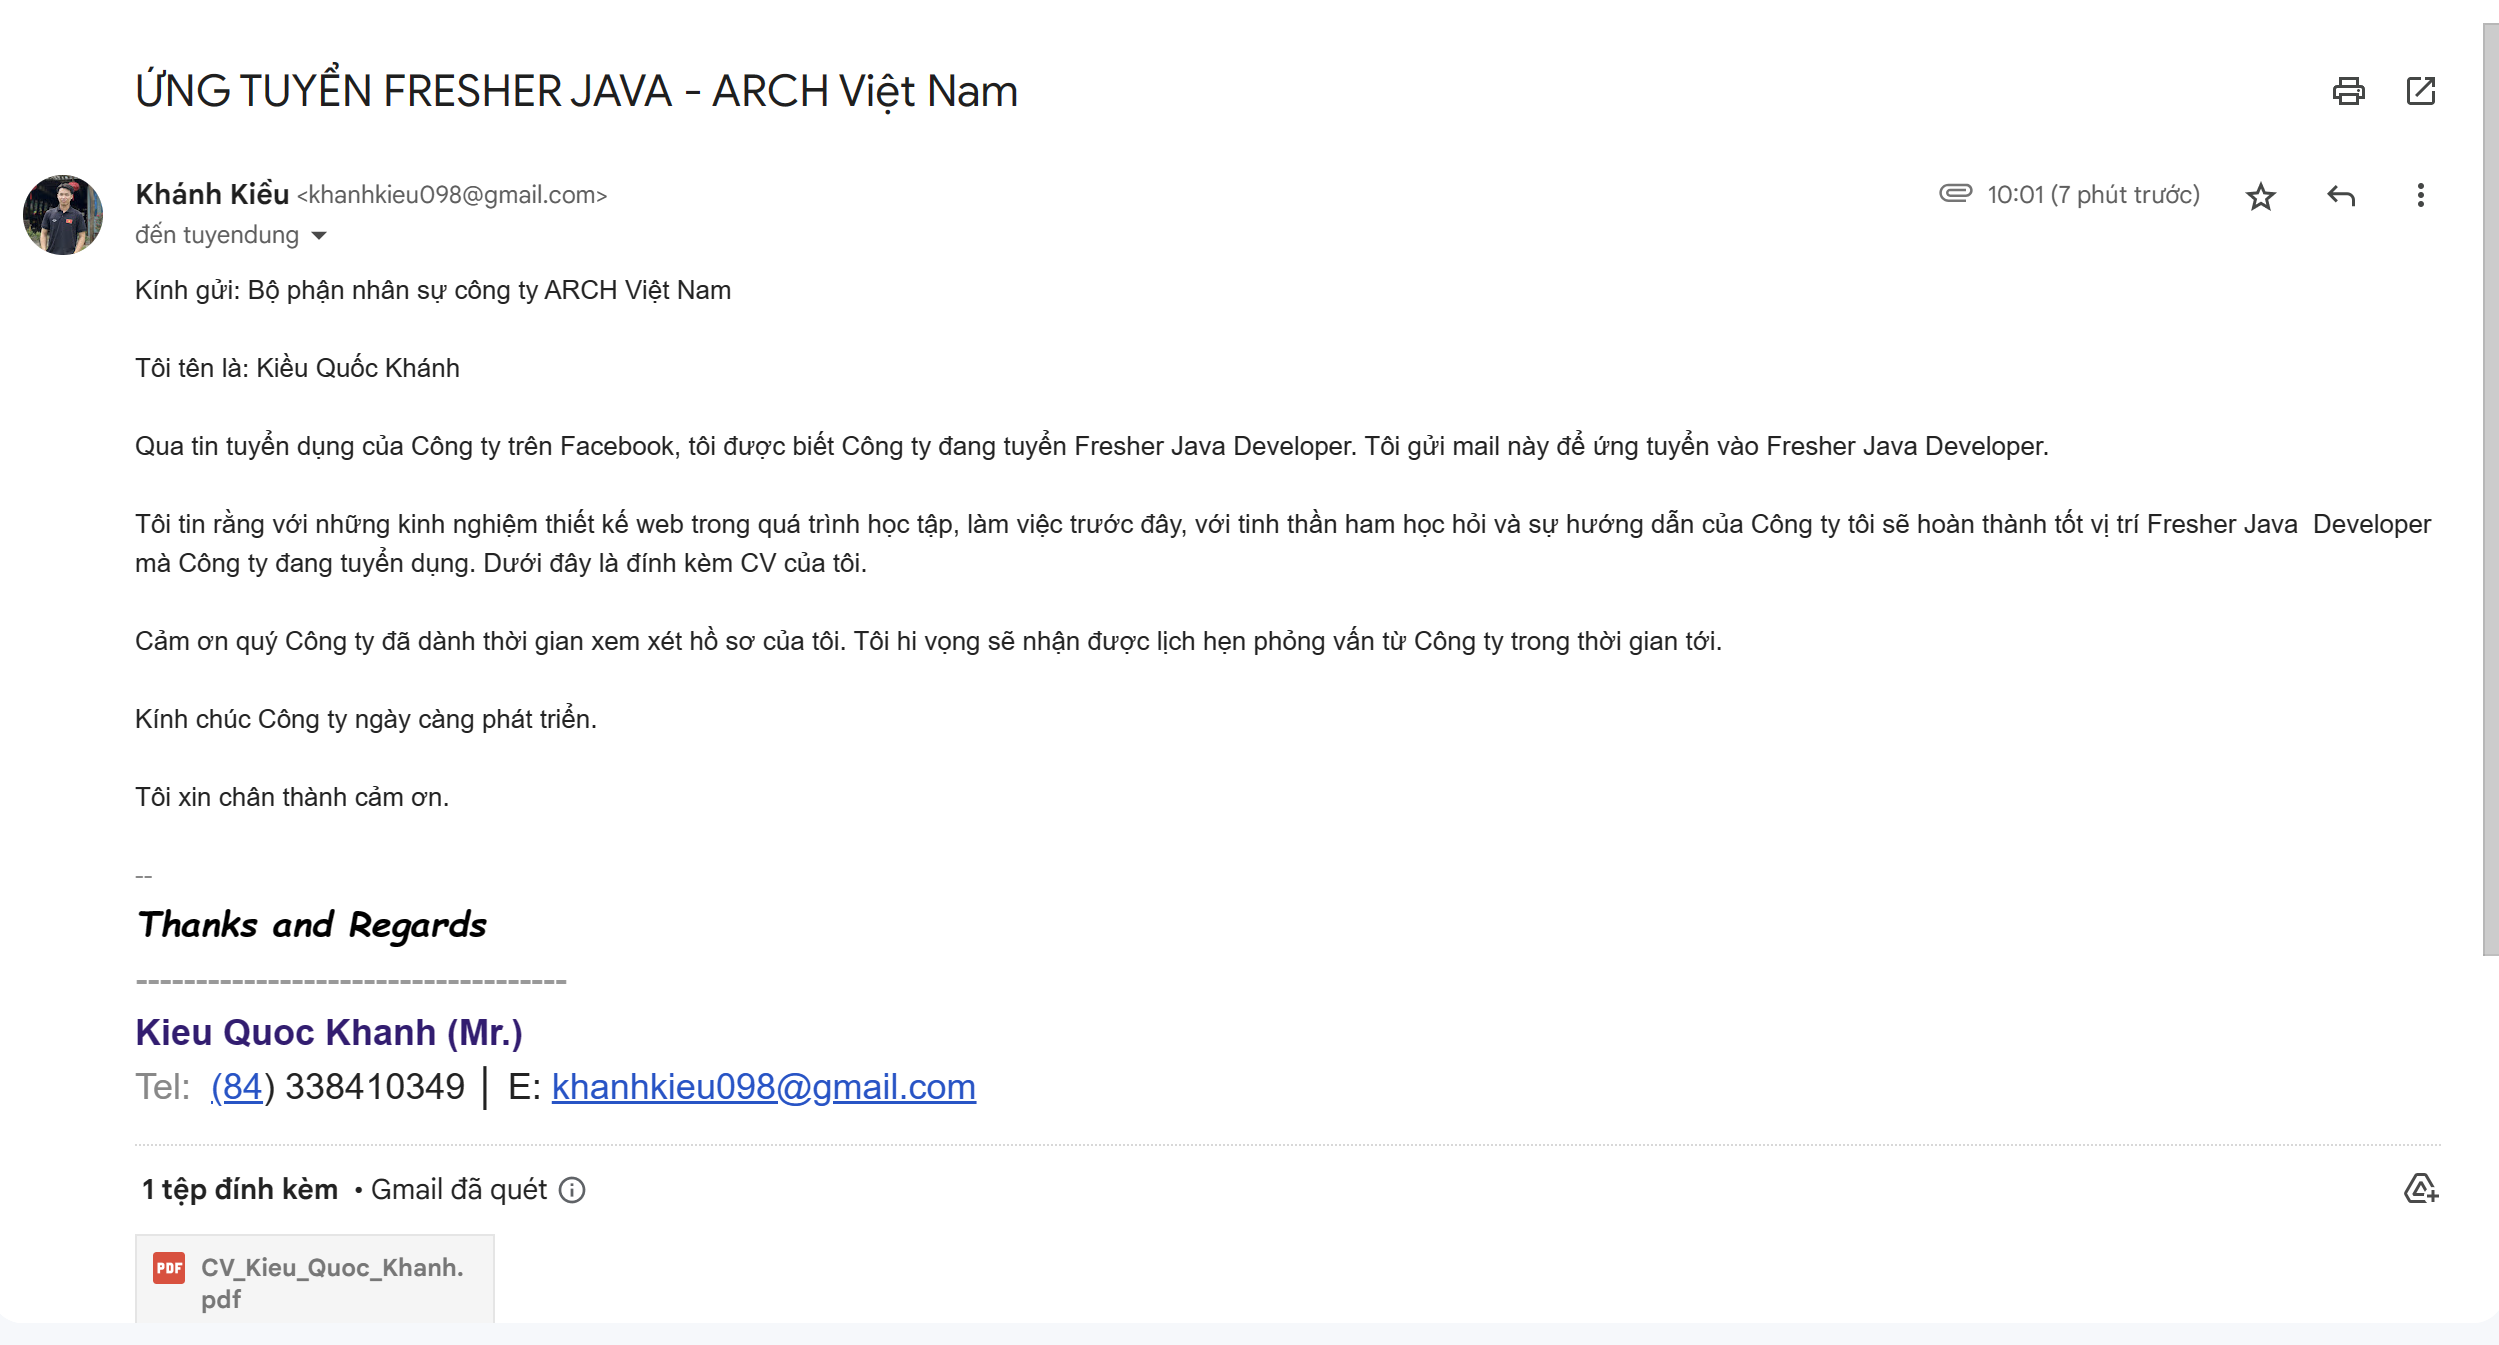 ỨNG TUYỂN FRESHER JAVA - ARCH Việt Nam
Khánh Kiều <khanhkieu098@gmail.com>
10:01 (7 phút trước)
đến tuyendung
Kính gửi: Bộ phận nhân sự công ty ARCH Việt Nam
Tôi tên là: Kiều Quốc Khánh
Qua tin tuyển dụng của Công ty trên Facebook, tôi được biết Công ty đang tuyển Fresher Java Developer. Tôi gửi mail này để ứng tuyển vào Fresher Java Developer.
Tôi tin rằng với những kinh nghiệm thiết kế web trong quá trình học tập, làm việc trước đây, với tinh thần ham học hỏi và sự hướng dẫn của Công ty tôi sẽ hoàn thành tốt vị trí Fresher Java  Developer
mà Công ty đang tuyển dụng. Dưới đây là đính kèm CV của tôi.
Cảm ơn quý Công ty đã dành thời gian xem xét hồ sơ của tôi. Tôi hi vọng sẽ nhận được lịch hẹn phỏng vấn từ Công ty trong thời gian tới.
Kính chúc Công ty ngày càng phát triển.
Tôi xin chân thành cảm ơn.
--
Thanks and Regards
------------------------------------
Kieu Quoc Khanh (Mr.)
Tel:  (84) 338410349 │ E: khanhkieu098@gmail.com
1 tệp đính kèm • Gmail đã quét
PDF CV_Kieu_Quoc_Khanh.
pdf